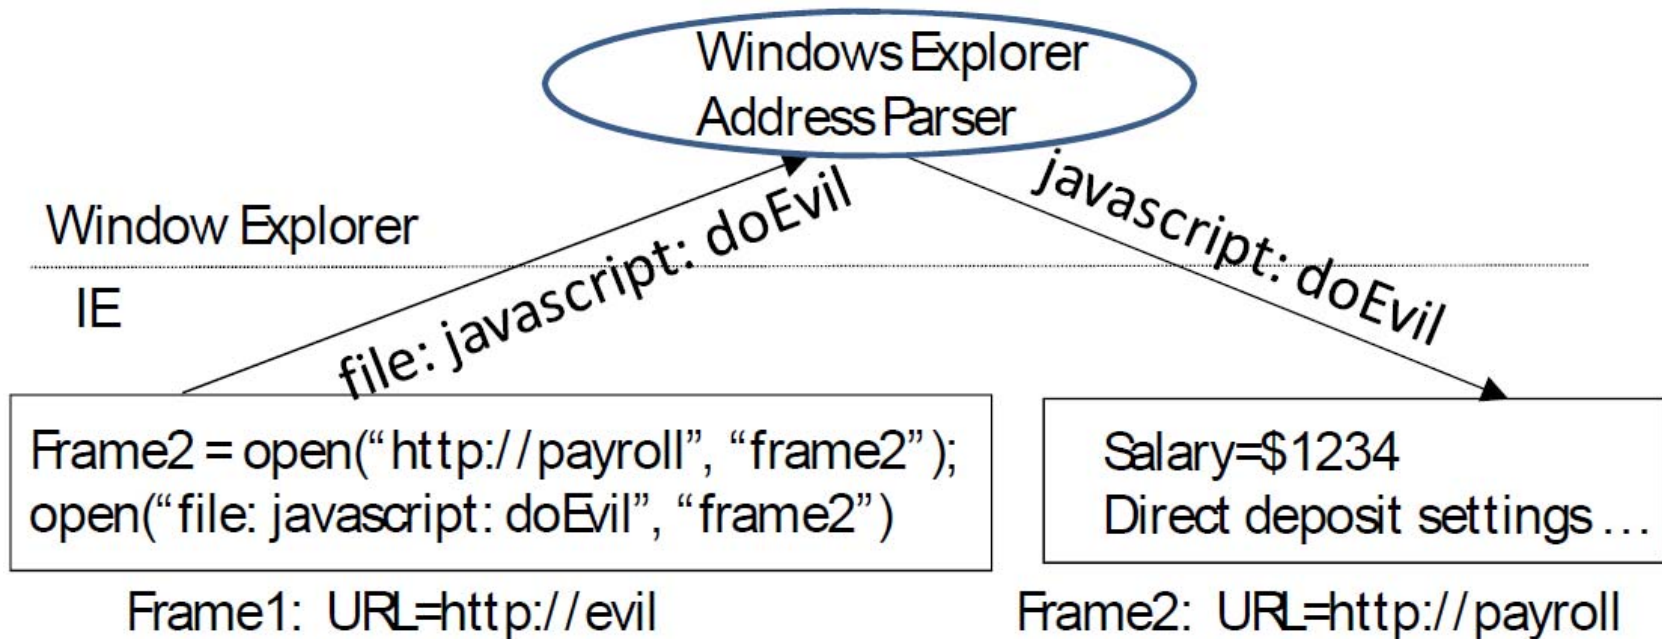 Windows Explorer
Address Parser
Window Explorer
IE
file: javascript: doEvil
javascript: doEvil
Frame2 = open(“http://payroll”, “frame2”);
open(“file: javascript: doEvil”, “frame2”)
Salary=$1234
Direct deposit settings …
Frame1: URL=http://evil
Frame2: URL=http://payroll